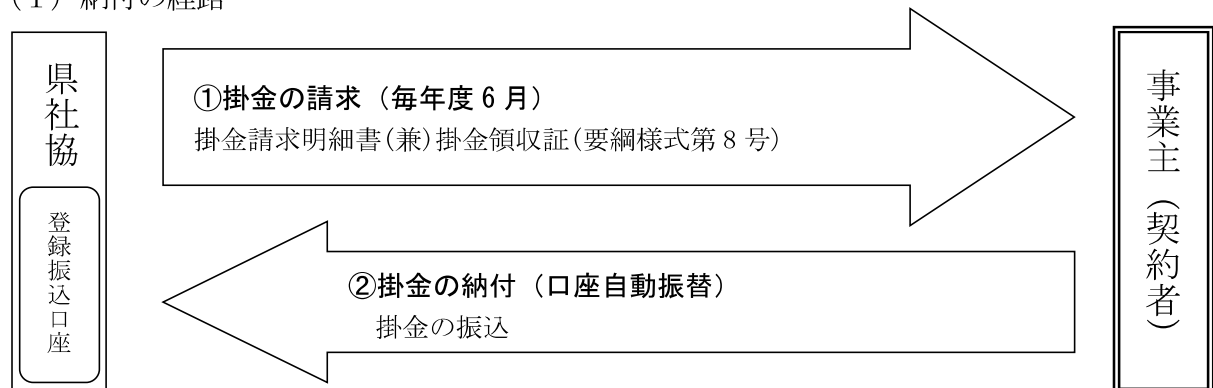 (1) 納付の経路
県社協
登録振込口座
①掛金の請求（毎年度6月）
掛金請求明細書(兼)掛金領収証(要綱様式第8号)
②掛金の納付（口座自動振替）
掛金の振込
事業主（契約者）